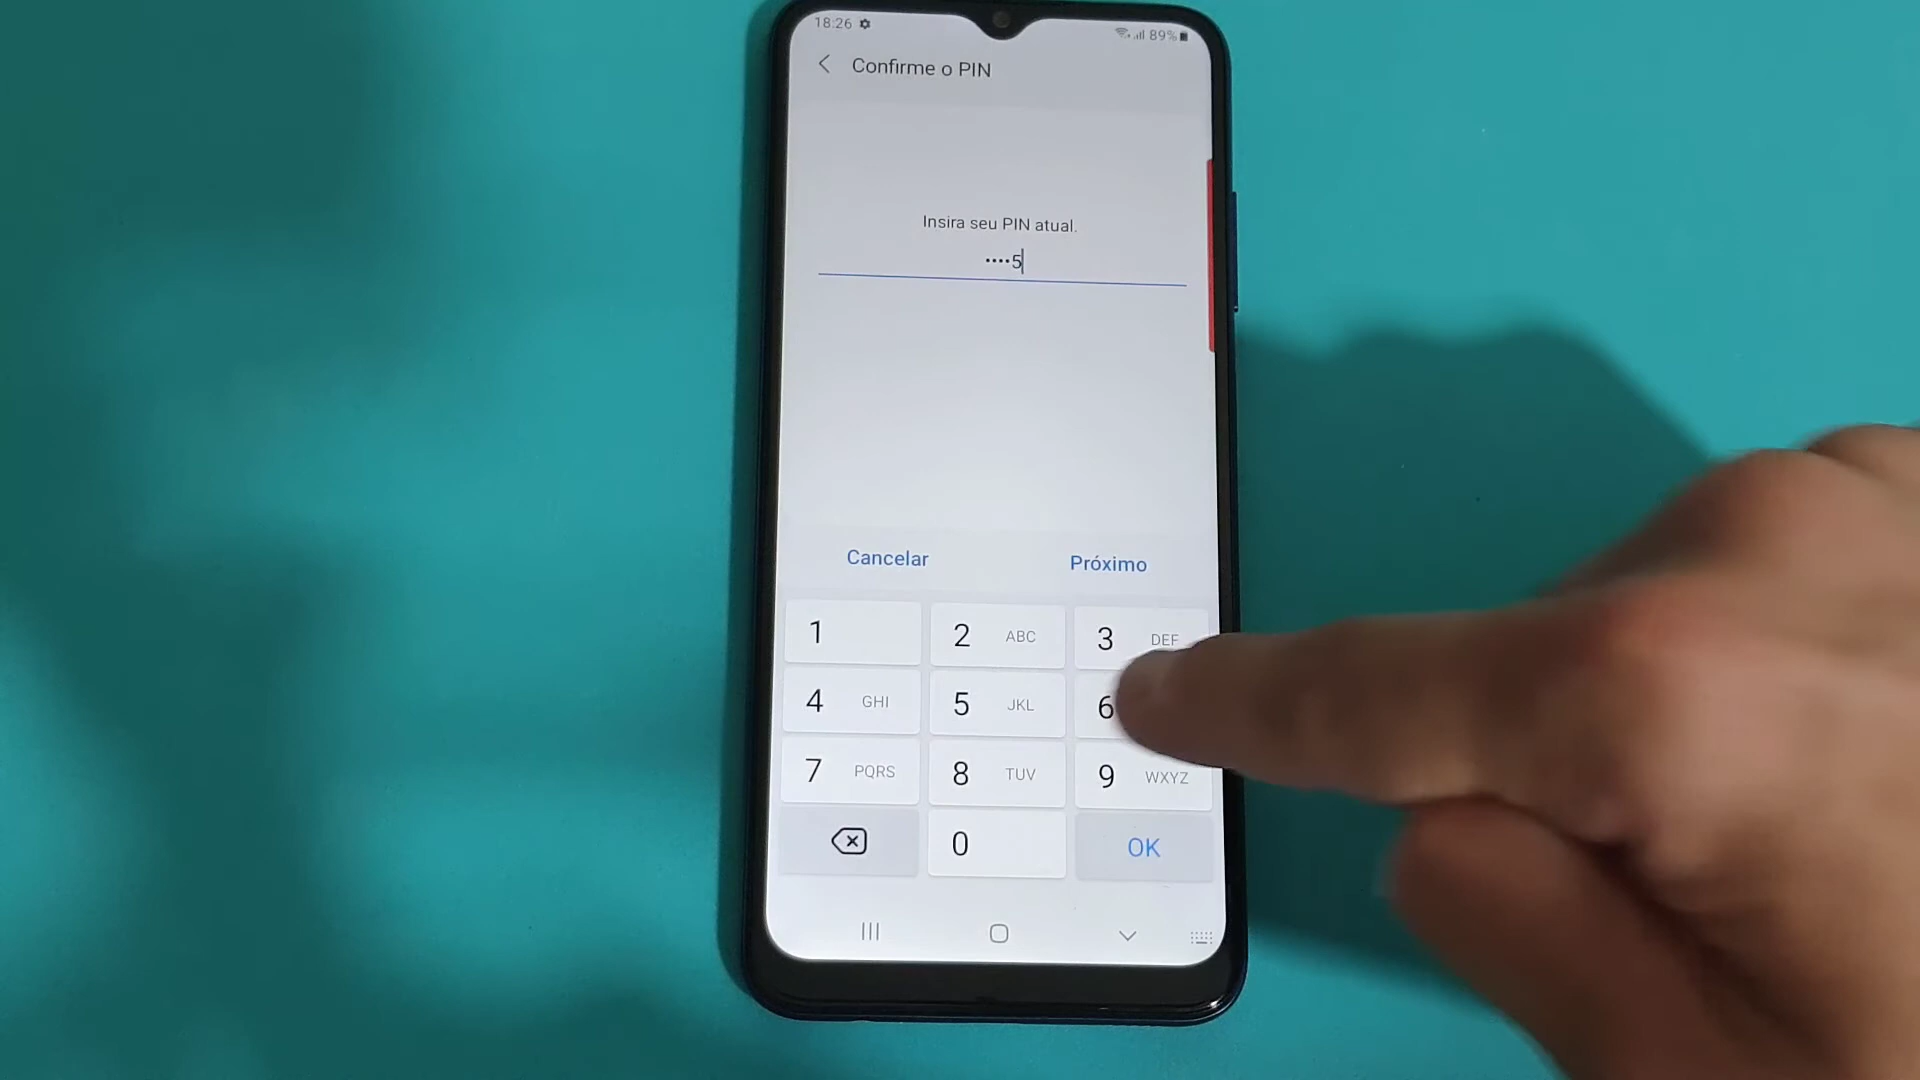 18:26 89%
Confirme o PIN
Insira seu PIN atual.
••••5
Cancelar Próximo
1 2 ABC 3 DEF
4 GHI 5 JKL 6
7 PQRS 8 TUV 9 WXYZ
0 OK